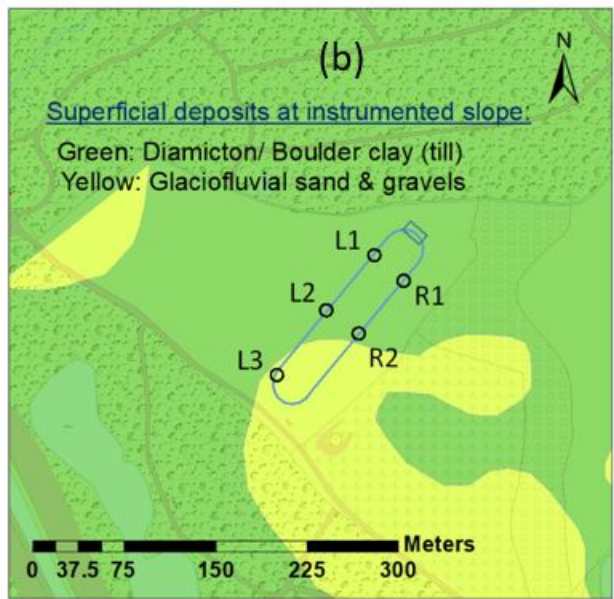 (b)
N
Superficial deposits at instrumented slope:
Green: Diamicton/ Boulder clay (till)
Yellow: Glaciofluvial sand & gravels
L1
R1
L2
R2
L3
Meters
0 37.5 75 150 225 300